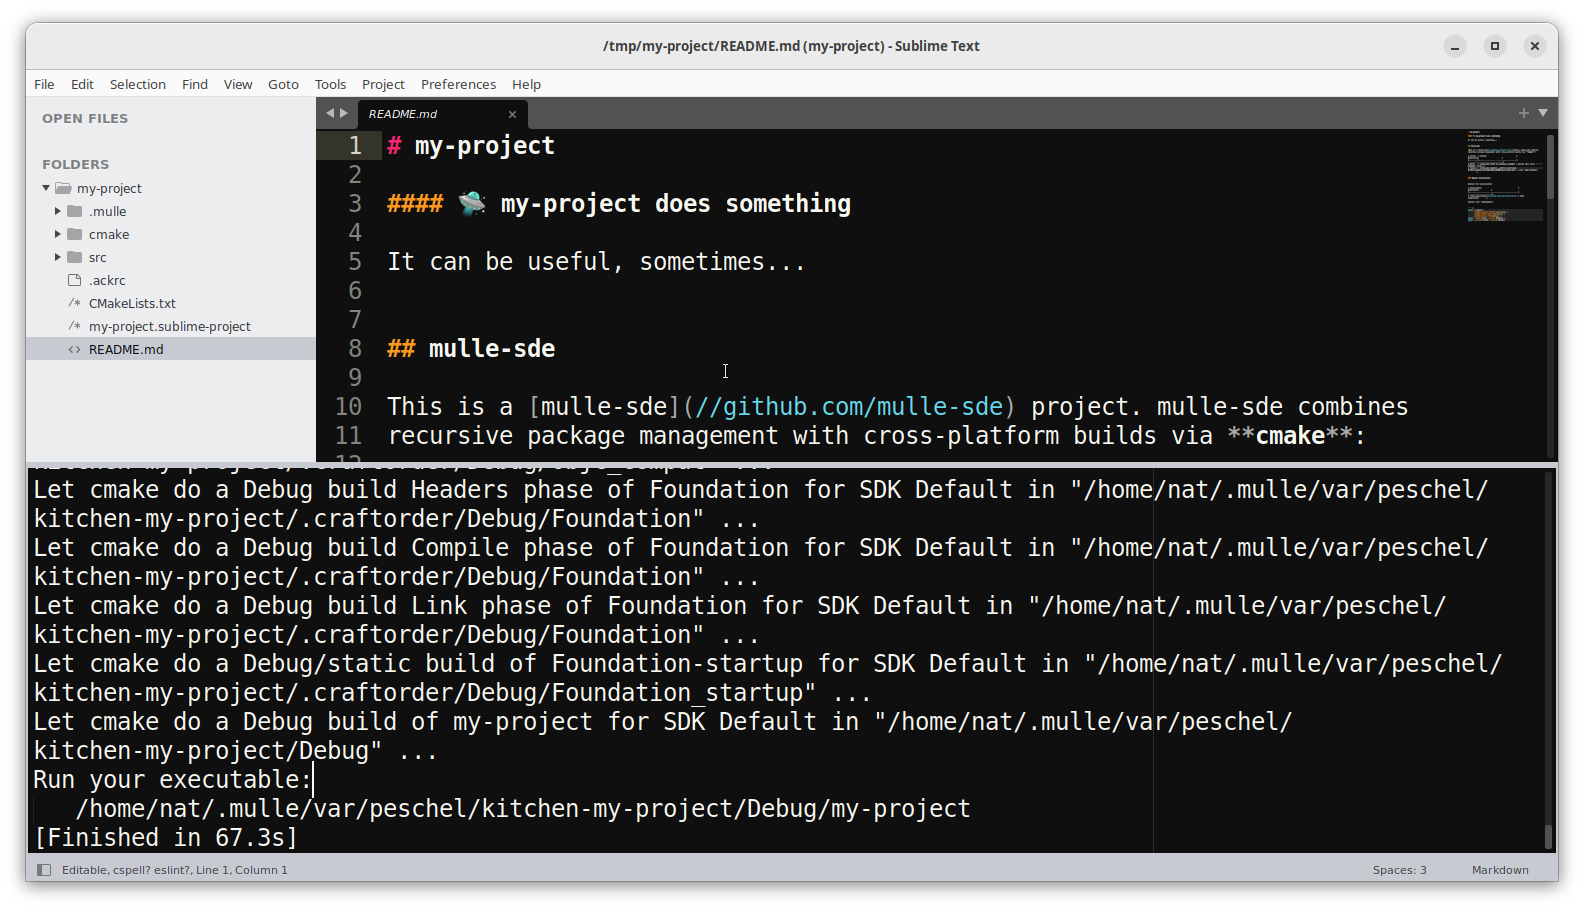 /tmp/my-project/README.md (my-project) - Sublime Text
File Edit Selection Find View Goto Tools Project Preferences Help
OPEN FILES
FOLDERS
my-project
.mulle
cmake
src
.ackrc
/* CMakeLists.txt
/* my-project.sublime-project
<> README.md
README.md
1 # my-project
2
3 #### 🛸 my-project does something
4
5 It can be useful, sometimes...
6
7
8 ## mulle-sde
9
10 This is a [mulle-sde](//github.com/mulle-sde) project. mulle-sde combines
11 recursive package management with cross-platform builds via **cmake**:
12
kitchen-my-project/.craftorder/Debug/objc_compat" ...
Let cmake do a Debug build Headers phase of Foundation for SDK Default in "/home/nat/.mulle/var/peschel/
kitchen-my-project/.craftorder/Debug/Foundation" ...
Let cmake do a Debug build Compile phase of Foundation for SDK Default in "/home/nat/.mulle/var/peschel/
kitchen-my-project/.craftorder/Debug/Foundation" ...
Let cmake do a Debug build Link phase of Foundation for SDK Default in "/home/nat/.mulle/var/peschel/
kitchen-my-project/.craftorder/Debug/Foundation" ...
Let cmake do a Debug/static build of Foundation-startup for SDK Default in "/home/nat/.mulle/var/peschel/
kitchen-my-project/.craftorder/Debug/Foundation_startup" ...
Let cmake do a Debug build of my-project for SDK Default in "/home/nat/.mulle/var/peschel/
kitchen-my-project/Debug" ...
Run your executable:
/home/nat/.mulle/var/peschel/kitchen-my-project/Debug/my-project
[Finished in 67.3s]
Editable, cspell? eslint?, Line 1, Column 1
Spaces: 3
Markdown